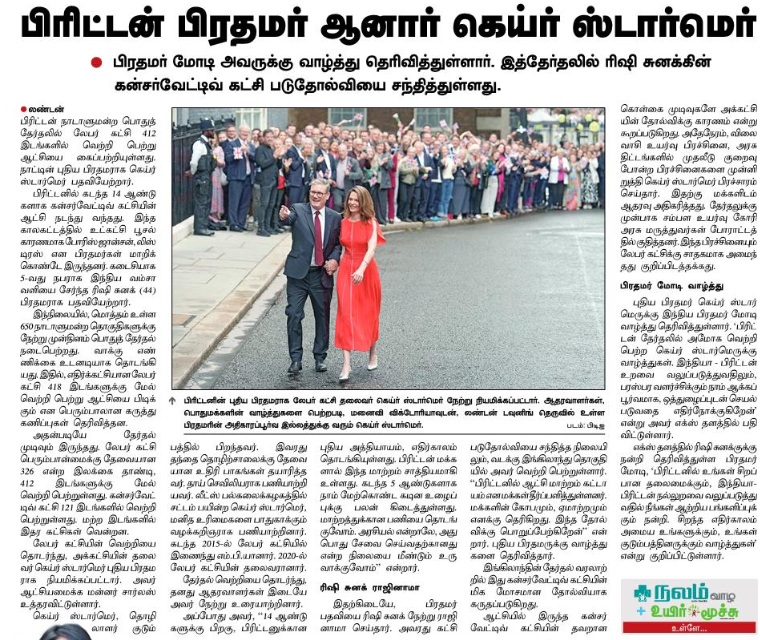 பிரிட்டன் பிரதமர் ஆனார் கெய்ர் ஸ்டார்மெர்
● பிரதமர் மோடி அவருக்கு வாழ்த்து தெரிவித்துள்ளார். இத்தேர்தலில் ரிஷி சுனக்கின்
கன்சர்வேட்டிவ் கட்சி படுதோல்வியை சந்தித்துள்ளது.
● லண்டன்
பிரிட்டன் நாடாளுமன்ற பொதுத்
தேர்தலில் லேபர் கட்சி 412
இடங்களில் வெற்றி பெற்று
ஆட்சியை கைப்பற்றியுள்ளது.
நாட்டின் புதிய பிரதமராக கெய்ர்
ஸ்டார்மெர் பதவியேற்றார்.
பிரிட்டனில் கடந்த 14 ஆண்டு
களாக கன்சர்வேட்டிவ் கட்சியின்
ஆட்சி நடந்து வந்தது. இந்த
காலகட்டத்தில் உட்கட்சி பூசல்
காரணமாக போரிஸ் ஜான்சன், லிஸ்
டிரஸ் என பிரதமர்கள் மாறிக்
கொண்டே இருந்தனர். கடைசியாக
5-வது நபராக இந்திய வம்சா
வளியை சேர்ந்த ரிஷி சுனக் (44)
பிரதமராக பதவியேற்றார்.
இந்நிலையில், மொத்தம் உள்ள
650 நாடாளுமன்ற தொகுதிகளுக்கு
நேற்று முன்தினம் பொதுத் தேர்தல்
நடைபெற்றது. வாக்கு எண்
ணிக்கை உடனடியாக தொடங்கி
யது. இதில், எதிர்க்கட்சியான லேபர்
கட்சி 418 இடங்களுக்கு மேல்
வெற்றி பெற்று ஆட்சியை பிடிக்
கும் என பெரும்பாலான கருத்து
கணிப்புகள் தெரிவித்தன.
அதன்படியே தேர்தல்
முடிவும் இருந்தது. லேபர் கட்சி
பெரும்பான்மைக்கு தேவையான
326 என்ற இலக்கை தாண்டி,
412 இடங்களுக்கு மேல்
வெற்றி பெற்றுள்ளது. கன்சர்வேட்
டிவ் கட்சி 121 இடங்களில் வெற்றி
பெற்றுள்ளது. மற்ற இடங்களில்
இதர கட்சிகள் வென்றன.
லேபர் கட்சியின் வெற்றியை
தொடர்ந்து, அக்கட்சியின் தலை
வர் கெய்ர் ஸ்டார்மெர் புதிய பிரதம
ராக நியமிக்கப்பட்டார். அவர்
ஆட்சியமைக்க மன்னர் சார்லஸ்
உத்தரவிட்டுள்ளார்.
கெய்ர் ஸ்டார்மெர், தொழி
லாளர் குடும்
பிரிட்டனின் புதிய பிரதமராக லேபர் கட்சி தலைவர் கெய்ர் ஸ்டார்மெர் நேற்று நியமிக்கப்பட்டார். ஆதரவாளர்கள்,
பொதுமக்களின் வாழ்த்துகளை பெற்றபடி, மனைவி விக்டோரியாவுடன், லண்டன் டவுனிங் தெருவில் உள்ள
பிரதமரின் அதிகாரப்பூர்வ இல்லத்துக்கு வரும் கெய்ர் ஸ்டார்மெர். படம்: பிடிஐ
பத்தில் பிறந்தவர். இவரது
தந்தை தொழிற்சாலைக்கு தேவை
யான உதிரி பாகங்கள் தயாரித்த
வர். தாய் செவிலியராக பணியாற்றி
யவர். லீட்ஸ் பல்கலைக்கழகத்தில்
சட்டம் பயின்ற கெய்ர் ஸ்டார்மெர்,
மனித உரிமைகளை பாதுகாக்கும்
வழக்கறிஞராக பணியாற்றினார்.
கடந்த 2015-ல் லேபர் கட்சியில்
இணைந்து எம்.பி.யானார். 2020-ல்
லேபர் கட்சியின் தலைவரானார்.
தேர்தல் வெற்றியை தொடர்ந்து,
தனது ஆதரவாளர்கள் இடையே
அவர் நேற்று உரையாற்றினார்.
அப்போது அவர், “14 ஆண்டு
களுக்கு பிறகு, பிரிட்டனுக்கான
புதிய அத்தியாயம், எதிர்காலம்
தொடங்கியுள்ளது. பிரிட்டன் மக்க
ளால் இந்த மாற்றம் சாத்தியமாகி
உள்ளது. கடந்த 5 ஆண்டுகளாக
நாம் மேற்கொண்ட கடின உழைப்
புக்கு பலன் கிடைத்துள்ளது.
மாற்றத்துக்கான பணியை தொடங்
குவோம். அரசியல் என்றாலே, அது
பொது சேவை செய்வதற்கானது
என்ற நிலையை மீண்டும் உரு
வாக்குவோம்” என்றார்.
ரிஷி சுனக் ராஜினாமா
இதற்கிடையே, பிரதமர்
பதவியை ரிஷி சுனக் நேற்று ராஜி
னாமா செய்தார். அவரது கட்சி
படுதோல்வியை சந்தித்த நிலையி
லும், வடக்கு இங்கிலாந்து தொகுதி
யில் அவர் வெற்றி பெற்றுள்ளார்.
“பிரிட்டனில் ஆட்சி மாற்றம் கட்டா
யம் எனமக்கள் தீர்ப்பளித்துள்ளனர்.
மக்களின் கோபமும், ஏமாற்றமும்
எனக்கு தெரிகிறது. இந்த தோல்
விக்கு பொறுப்பேற்கிறேன்” என்
றார். புதிய பிரதமருக்கு வாழ்த்து
களை தெரிவித்தார்.
இங்கிலாந்தின் தேர்தல் வரலாற்
றில் இது கன்சர்வேட்டிவ் கட்சியின்
மிக மோசமான தோல்வியாக
கருதப்படுகிறது.
ஆட்சியில் இருந்த கன்சர்
வேட்டிவ் கட்சியின் தவறான
கொள்கை முடிவுகளே அக்கட்சி
யின் தோல்விக்கு காரணம் என்று
கூறப்படுகிறது. அதேநேரம், விலை
வாசி உயர்வு பிரச்சினை, அரசு
திட்டங்களில் முதலீடு குறைவு
போன்ற பிரச்சினைகளை முன்னி
றுத்தி கெய்ர் ஸ்டார்மெர் பிரச்சாரம்
செய்தார். இதற்கு மக்களிடம்
ஆதரவு அதிகரித்தது. தேர்தலுக்கு
முன்பாக சம்பள உயர்வு கோரி
அரசு மருத்துவர்கள் போராட்டத்
தில் குதித்தனர். இந்த பிரச்சினையும்
லேபர் கட்சிக்கு சாதகமாக அமைந்
தது குறிப்பிடத்தக்கது.
பிரதமர் மோடி வாழ்த்து
புதிய பிரதமர் கெய்ர் ஸ்டார்
மெருக்கு இந்திய பிரதமர் மோடி
வாழ்த்து தெரிவித்துள்ளார். ‘பிரிட்
டன் தேர்தலில் அமோக வெற்றி
பெற்ற கெய்ர் ஸ்டார்மெருக்கு
வாழ்த்துகள். இந்தியா - பிரிட்டன்
உறவை வலுப்படுத்துவதிலும்,
பரஸ்பர வளர்ச்சிக்கும் நாம் ஆக்கப்
பூர்வமாக, ஒத்துழைப்புடன் செயல்
படுவதை எதிர்நோக்குகிறேன்’
என்று அவர் எக்ஸ் தளத்தில் பதி
விட்டுள்ளார்.
எக்ஸ் தளத்தில் ரிஷி சுனக்குக்கு
நன்றி தெரிவித்துள்ள பிரதமர்
மோடி, ‘பிரிட்டனில் உங்கள் சிறப்
பான தலைமைக்கும், இந்தியா-
பிரிட்டன் நல்லுறவை வலுப்படுத்து
வதில் நீங்கள் ஆற்றிய பங்களிப்புக்
கும் நன்றி. சிறந்த எதிர்காலம்
அமைய உங்களுக்கும், உங்கள்
குடும்பத்தினருக்கும் வாழ்த்துகள்’
என்று குறிப்பிட்டுள்ளார்.
நலம் வாழ
உயிர் மூச்சு
உள்ளே...